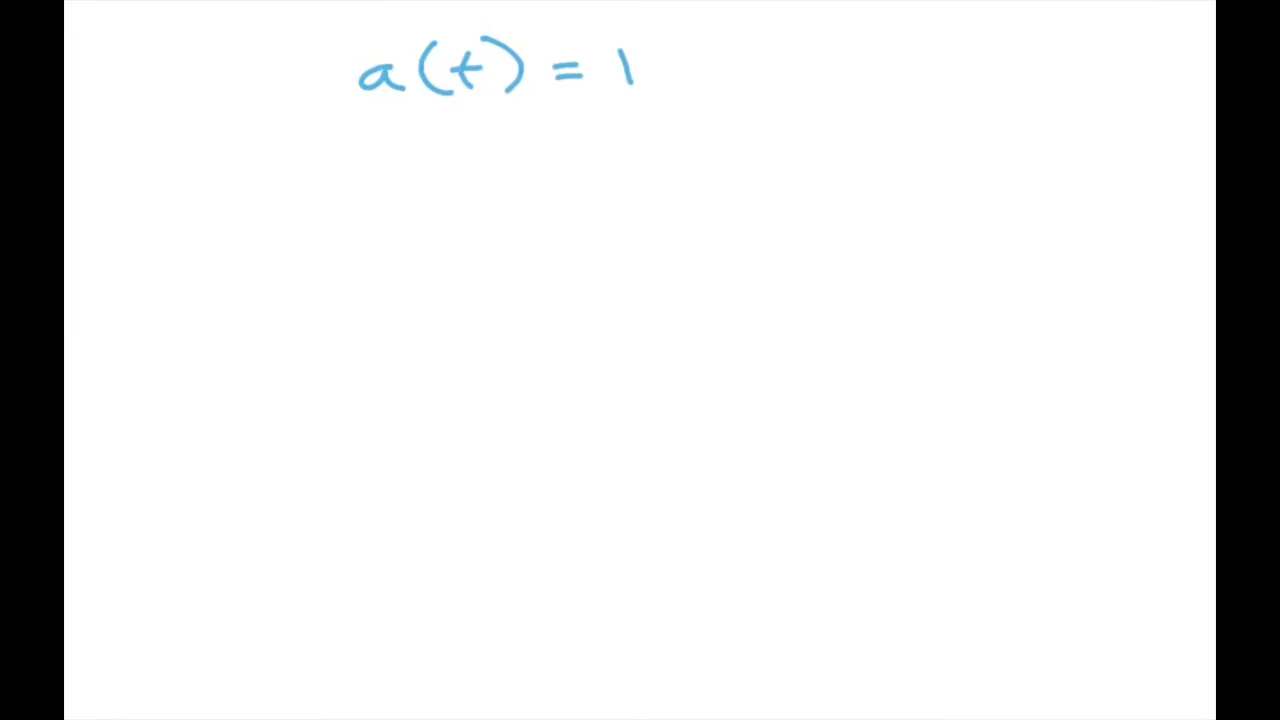 a(t) = 1